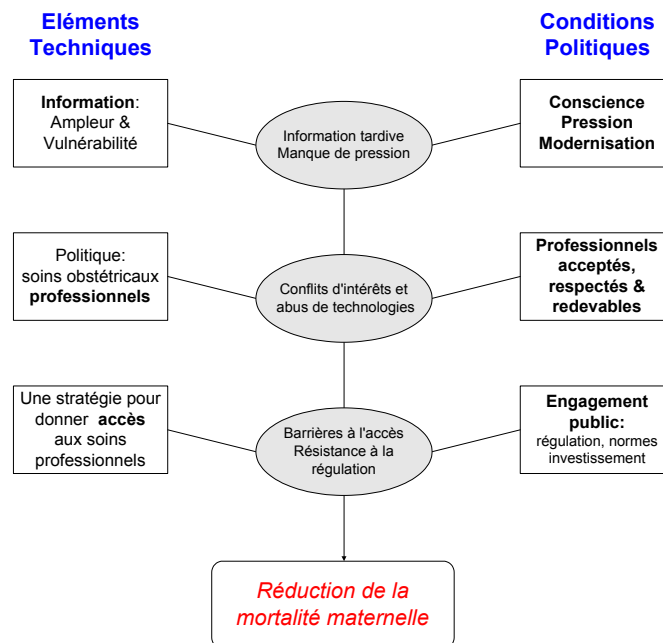 Eléments
Techniques
Conditions
Politiques
Information:
Ampleur &
Vulnérabilité
Information tardive
Manque de pression
Conscience
Pression
Modernisation
Politique:
soins obstétricaux
professionnels
Conflits d'intérêts et
abus de technologies
Professionnels
acceptés,
respectés &
redevables
Une stratégie pour
donner accès
aux soins
professionnels
Barrières à l'accès
Résistance à la
régulation
Engagement
public:
régulation, normes
investissement
Réduction de la
mortalité maternelle